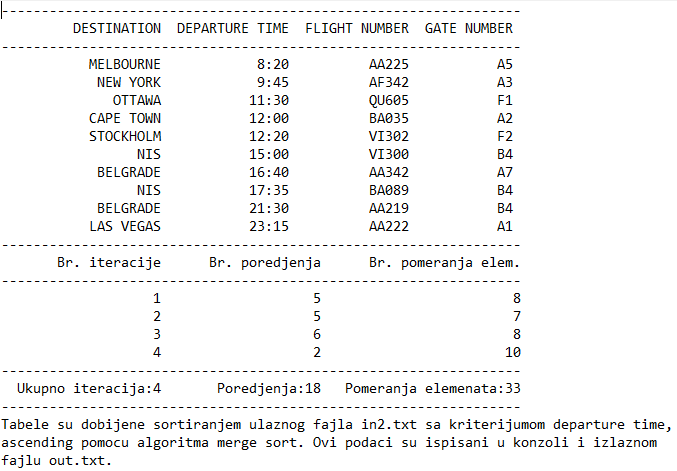 -----------------------------------------------------------------
DESTINATION DEPARTURE TIME FLIGHT NUMBER GATE NUMBER
-----------------------------------------------------------------
MELBOURNE 8:20 AA225 A5
NEW YORK 9:45 AF342 A3
OTTAWA 11:30 QU605 F1
CAPE TOWN 12:00 BA035 A2
STOCKHOLM 12:20 VI302 F2
NIS 15:00 VI300 B4
BELGRADE 16:40 AA342 A7
NIS 17:35 BA089 B4
BELGRADE 21:30 AA219 B4
LAS VEGAS 23:15 AA222 A1
-----------------------------------------------------------------
Br. iteracije Br. poredjenja Br. pomeranja elem.
-----------------------------------------------------------------
1 5 8
2 5 7
3 6 8
4 2 10
-----------------------------------------------------------------
Ukupno iteracija:4 Poredjenja:18 Pomeranja elemenata:33
-----------------------------------------------------------------
Tabele su dobijene sortiranjem ulaznog fajla in2.txt sa kriterijumom departure time,
ascending pomocu algoritma merge sort. Ovi podaci su ispisani u konzoli i izlaznom
fajlu out.txt.